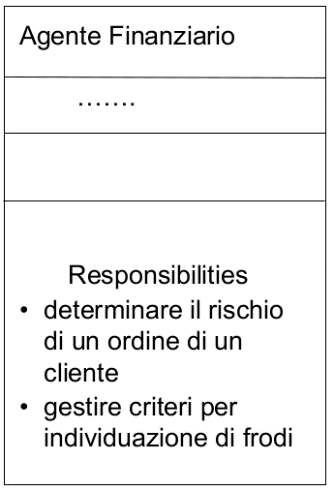 Agente Finanziario
.......
Responsibilities
• determinare il rischio
di un ordine di un
cliente
• gestire criteri per
individuazione di frodi